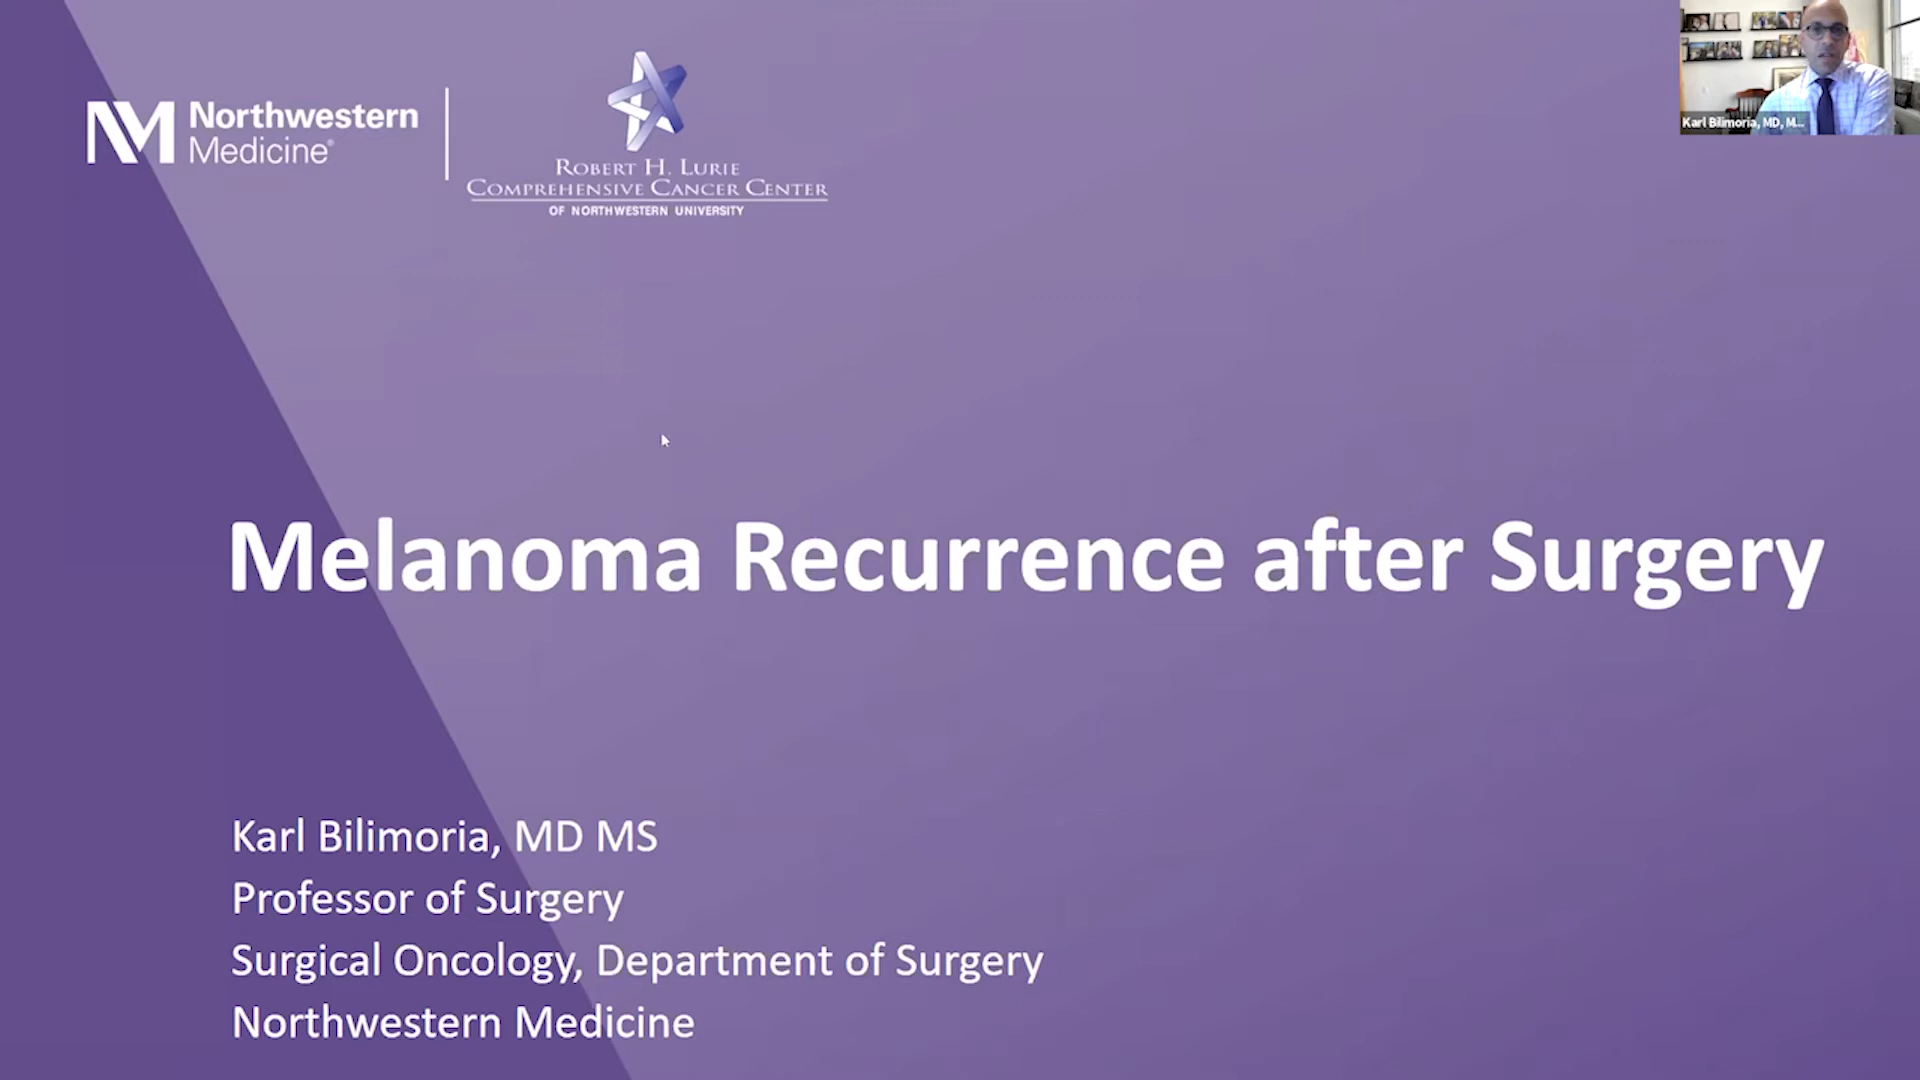 Northwestern
Medicine®
ROBERT H. LURIE
COMPREHENSIVE CANCER CENTER
OF NORTHWESTERN UNIVERSITY
Karl Bilimoria, MD, M...
Melanoma Recurrence after Surgery
Karl Bilimoria, MD MS
Professor of Surgery
Surgical Oncology, Department of Surgery
Northwestern Medicine